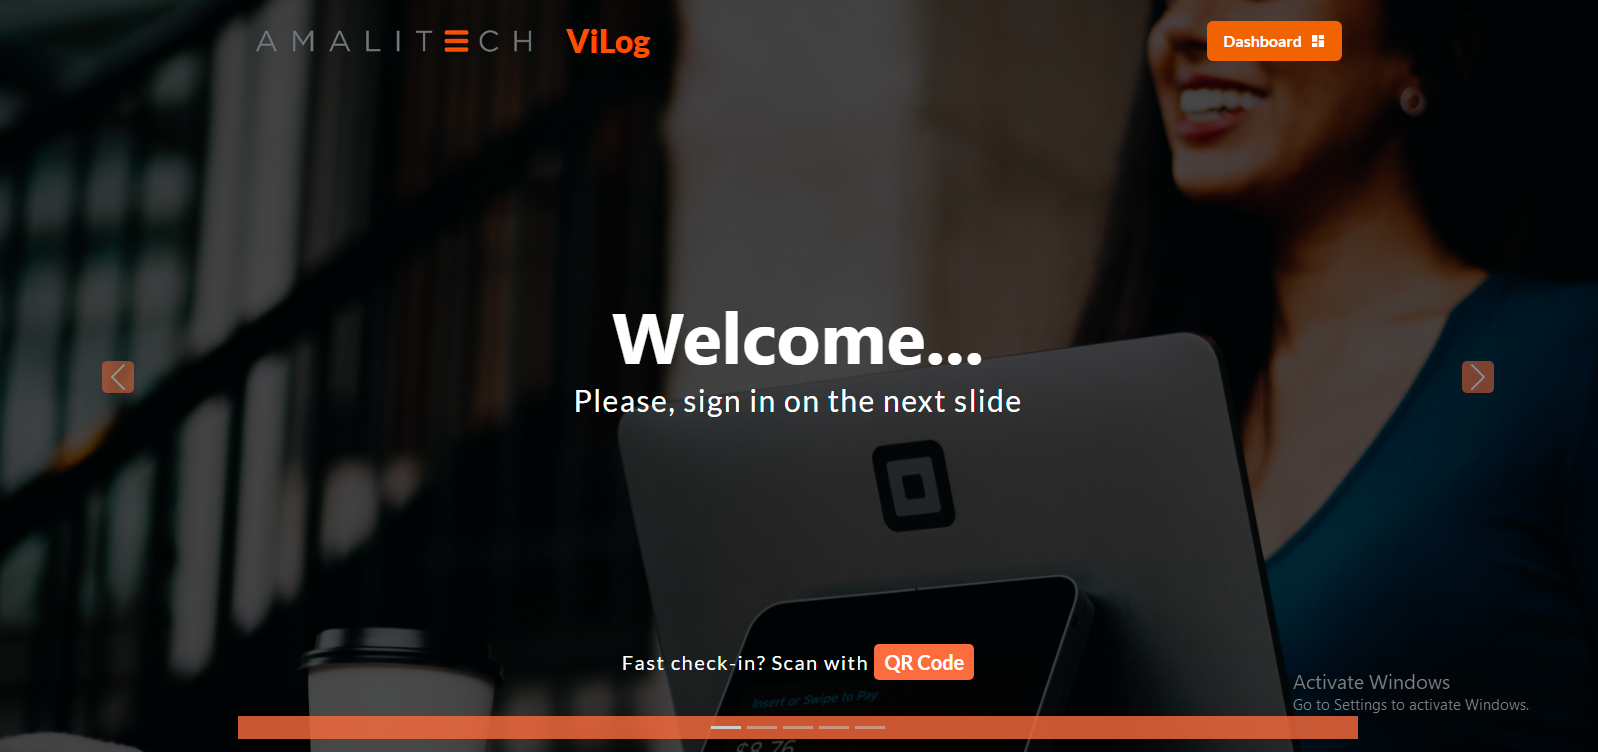 AMALITECH ViLog
Dashboard
Welcome...
Please, sign in on the next slide
Fast check-in? Scan with QR Code
Insert or Swipe to Pay
$8.76
Activate Windows
Go to Settings to activate Windows.